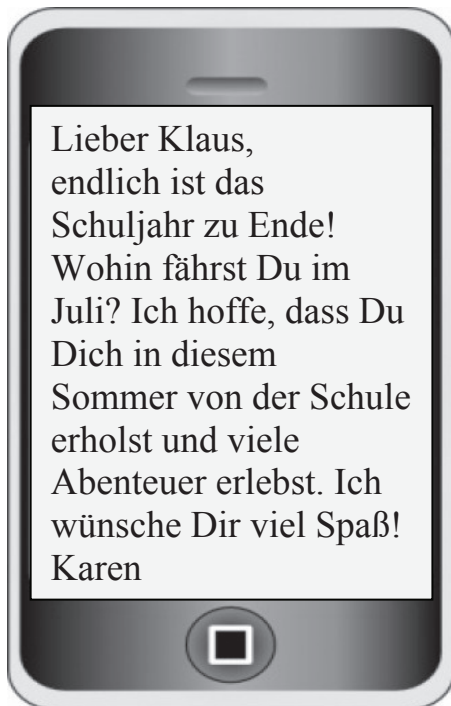 Lieber Klaus,
endlich ist das
Schuljahr zu Ende!
Wohin fährst Du im
Juli? Ich hoffe, dass Du
Dich in diesem
Sommer von der Schule
erholst und viele
Abenteuer erlebst. Ich
wünsche Dir viel Spaß!
Karen